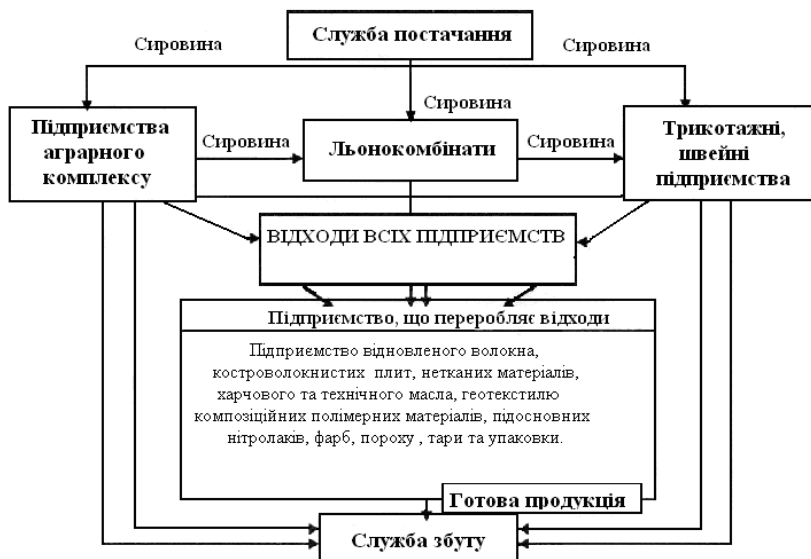 Служба постачання
Сировина
Сировина
Сировина
Підприємства
аграрного
комплексу
Сировина
Льонокомбінати
Сировина
Трикотажні,
швейні
підприємства
ВІДХОДИ ВСІХ ПІДПРИЄМСТВ
Підприємство, що переробляє відходи
Підприємство відновленого волокна,
костроволокнистих плит, нетканих матеріалів,
харчового та технічного масла, геотекстилю
композіційних полімерних матеріалів, підосновних
нітролаків, фарб, пороху , тари та упаковки.
Готова продукція
Служба збуту